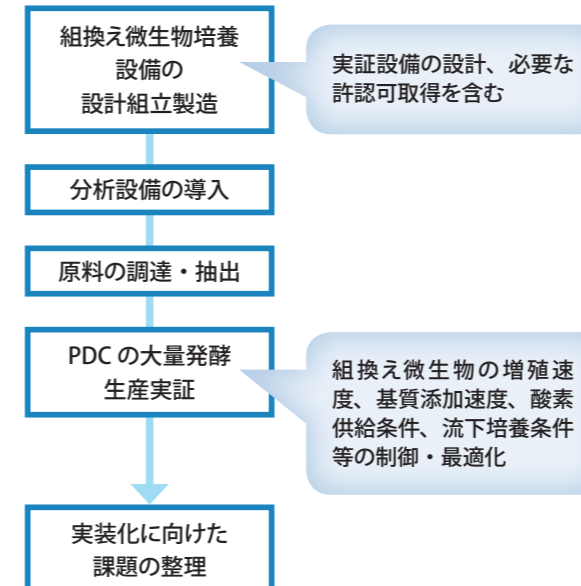 組換え微生物培養
設備の
設計組立製造
実証設備の設計、必要な
許認可取得を含む
分析設備の導入
原料の調達・抽出
PDC の大量発酵
生産実証
組換え微生物の増殖速
度、基質添加速度、酸素
供給条件、流下培養条件
等の制御・最適化
実装化に向けた
課題の整理